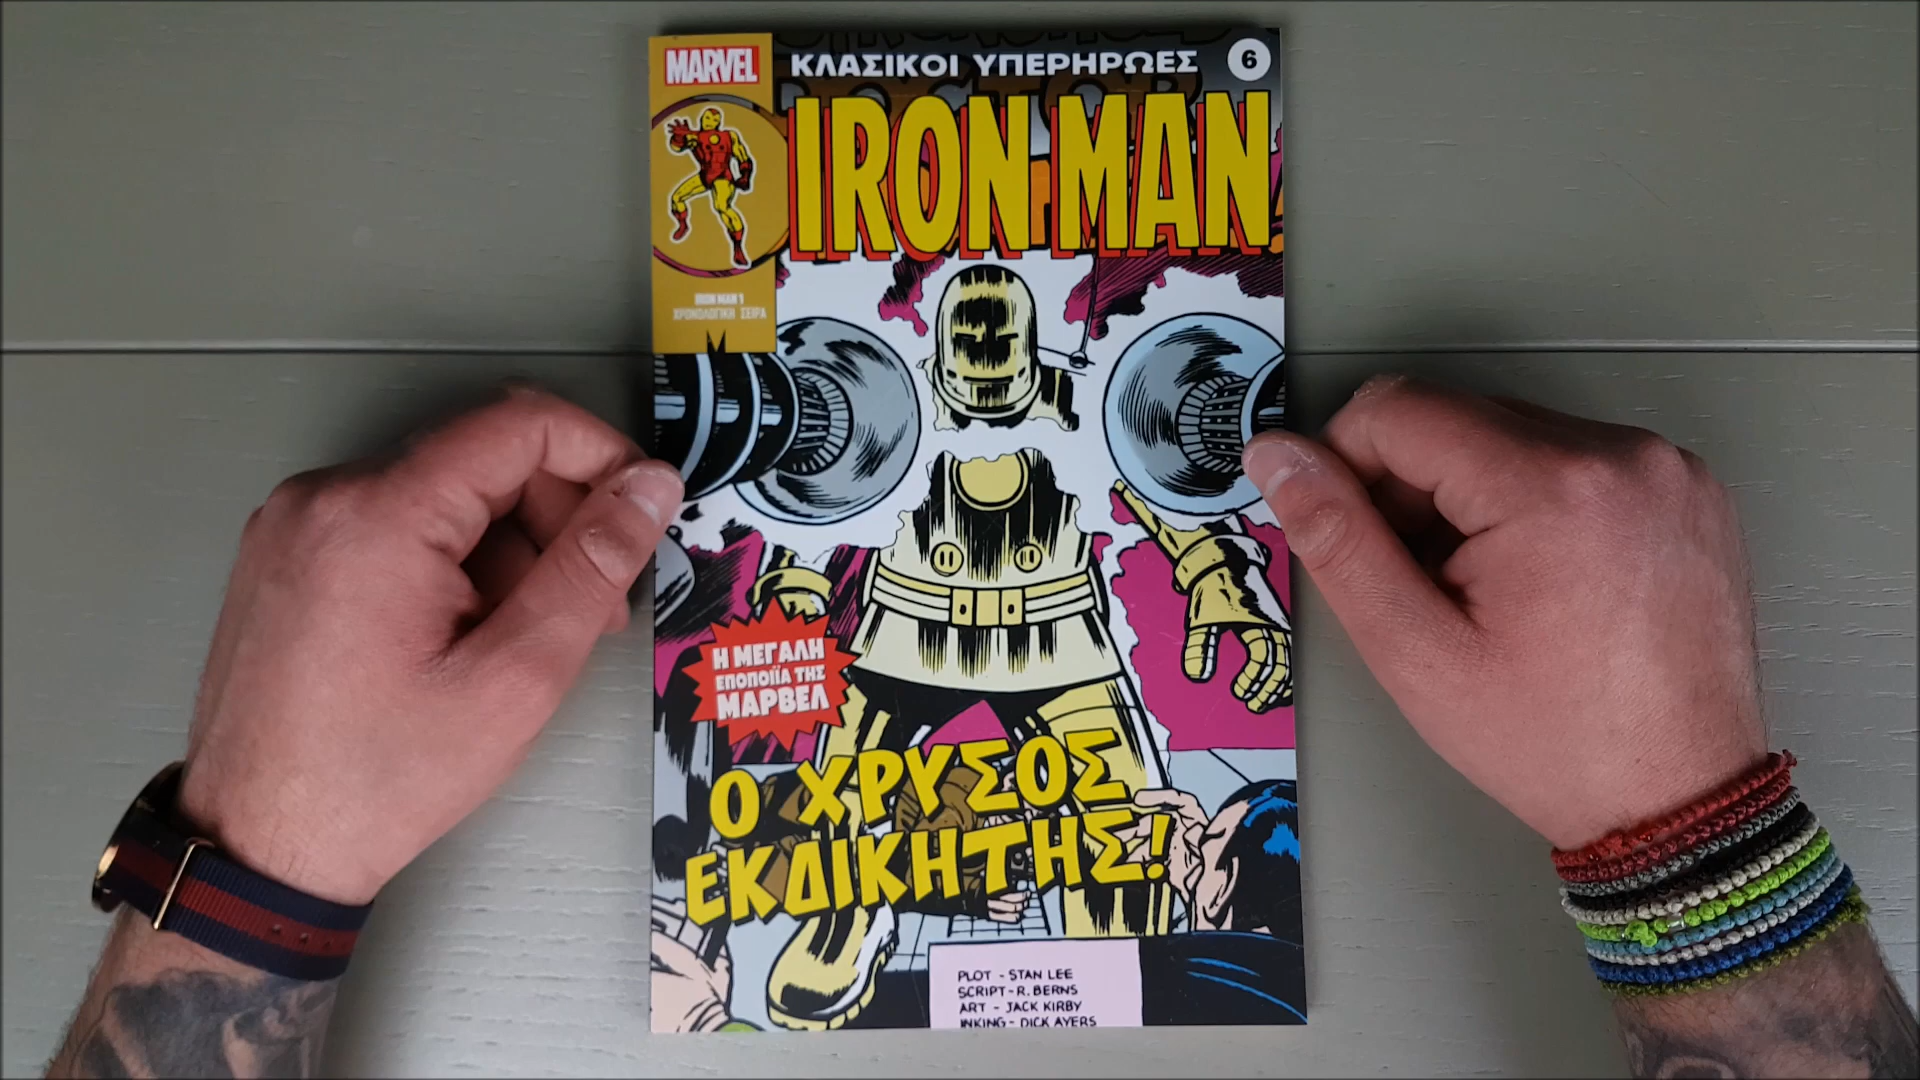 MARVEL
ΚΛΑΣΙΚΟΙ ΥΠΕΡΗΡΩΕΣ
6
IRON MAN
IRON MAN 1
ΧΡΟΝΟΛΟΓΙΚΗ ΣΕΙΡΑ
Η ΜΕΓΑΛΗ
ΕΠΟΠΟΙΪΑ ΤΗΣ
ΜΑΡΒΕΛ
Ο ΧΡΥΣΟΣ
ΕΚΔΙΚΗΤΗΣ!
PLOT - STAN LEE
SCRIPT - R. BERNS
ART - JACK KIRBY
INKING - DICK AYERS